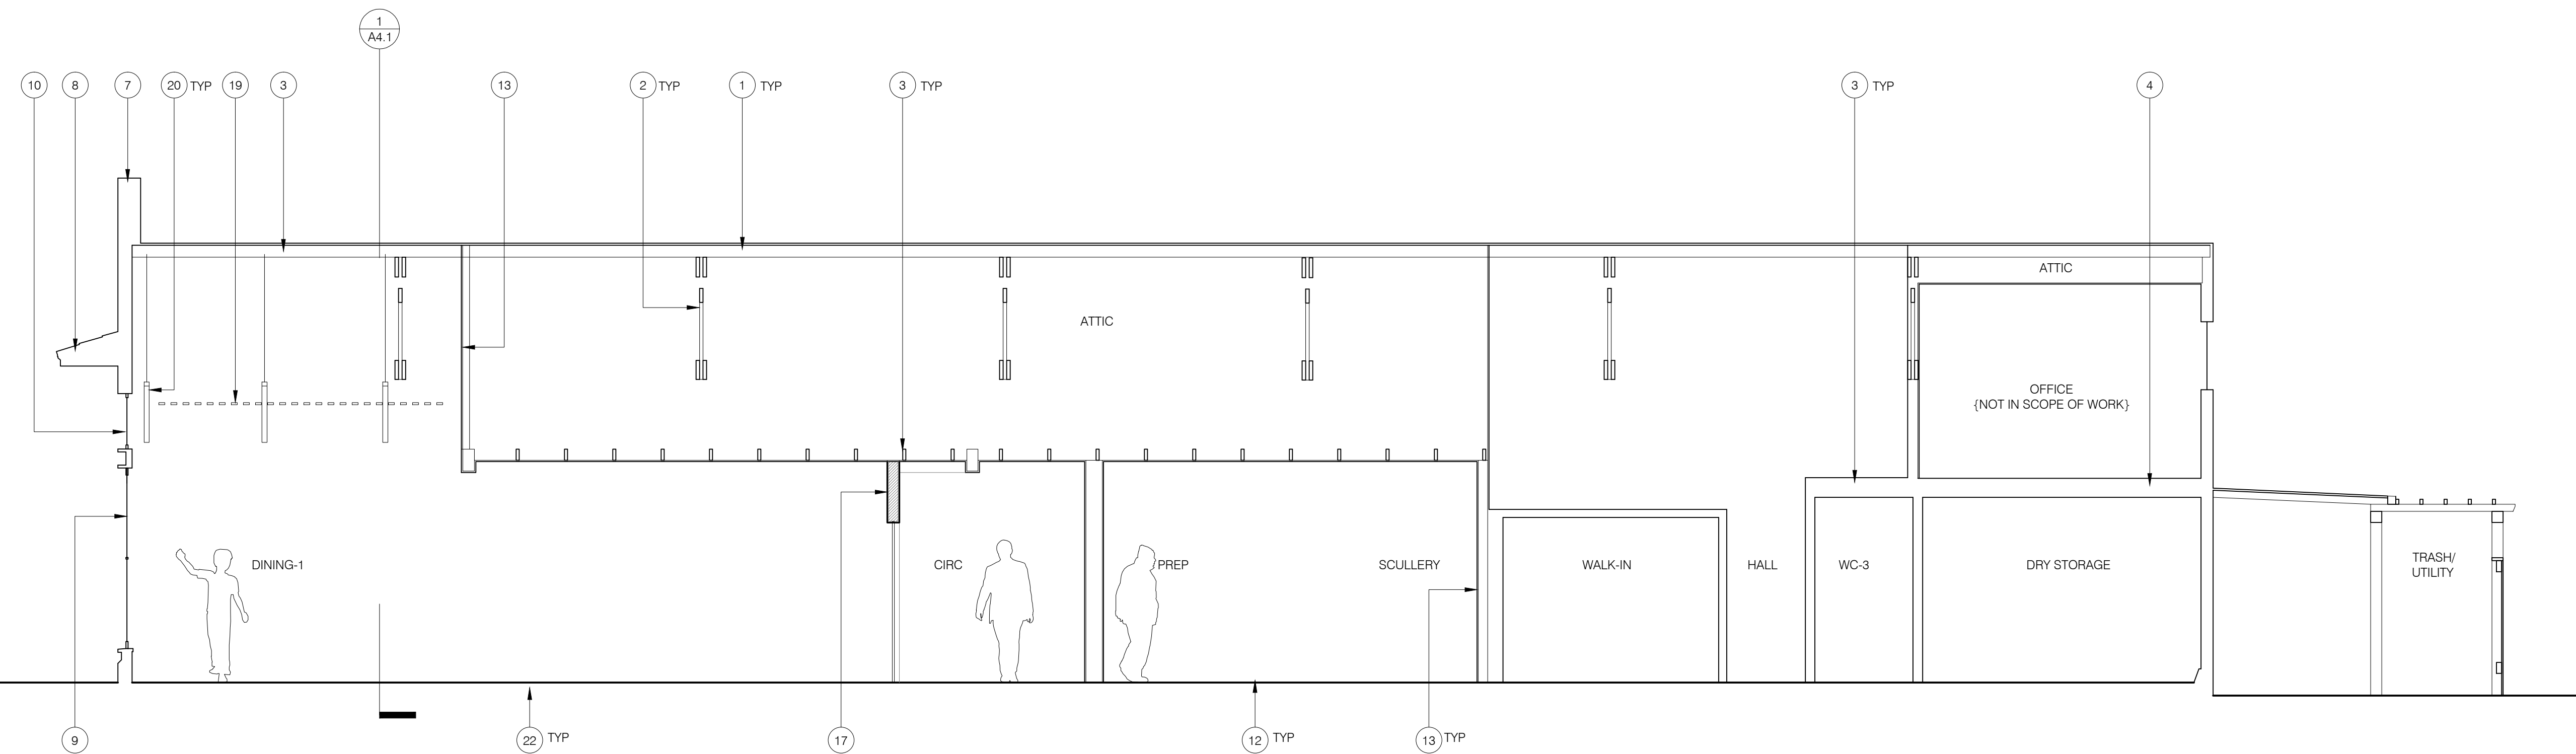 1
A4.1
10
8
7
20 TYP
19
3
13
2 TYP
1 TYP
3 TYP
3 TYP
4
ATTIC
ATTIC
OFFICE
{NOT IN SCOPE OF WORK}
DINING-1
CIRC
PREP
SCULLERY
WALK-IN
HALL
WC-3
DRY STORAGE
TRASH/
UTILITY
9
22 TYP
17
12 TYP
13 TYP